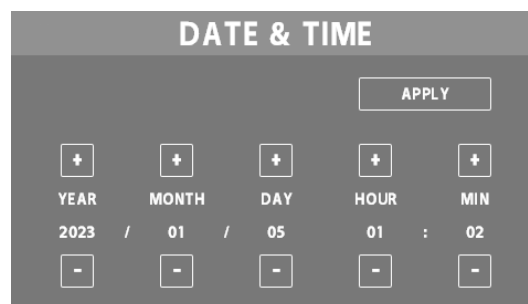 DATE & TIME
APPLY
+ + + + +
YEAR MONTH DAY HOUR MIN
2023 / 01 / 05 01 : 02
- - - - -